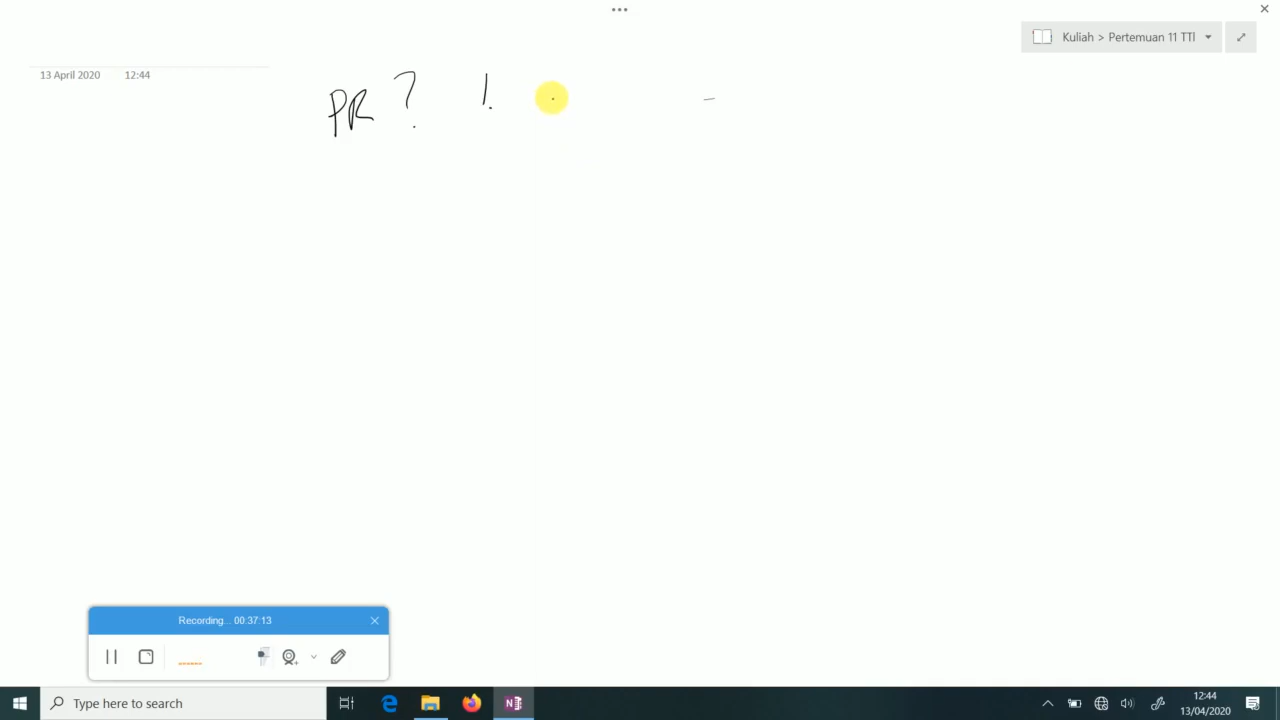 Kuliah > Pertemuan 11 TTI
13 April 2020 12:44
PR ? !
Recording... 00:37:13
Type here to search
12:44
13/04/2020